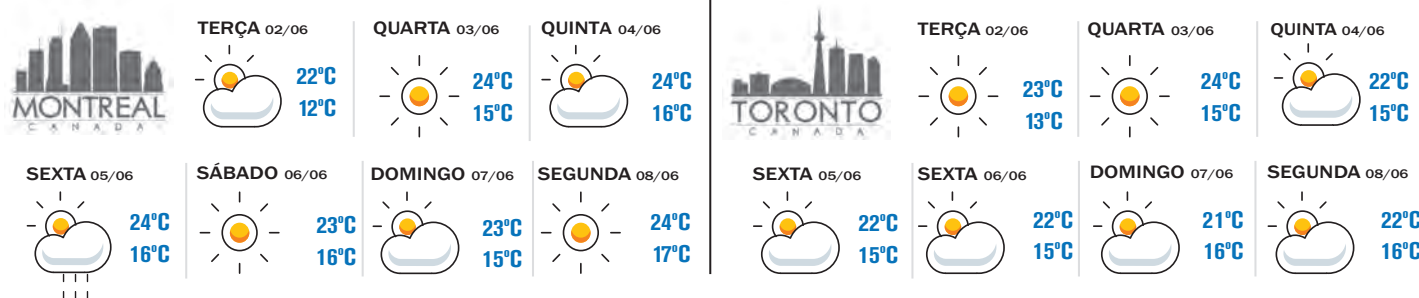 MONTREAL
CANADA
TERÇA 02/06
22ºC
12ºC
QUARTA 03/06
24ºC
15ºC
QUINTA 04/06
24ºC
16ºC
SEXTA 05/06
24ºC
16ºC
SÁBADO 06/06
23ºC
16ºC
DOMINGO 07/06
23ºC
15ºC
SEGUNDA 08/06
24ºC
17ºC
TORONTO
CANADA
TERÇA 02/06
23ºC
13ºC
QUARTA 03/06
24ºC
15ºC
QUINTA 04/06
22ºC
15ºC
SEXTA 05/06
22ºC
15ºC
SEXTA 06/06
22ºC
15ºC
DOMINGO 07/06
21ºC
16ºC
SEGUNDA 08/06
22ºC
16ºC